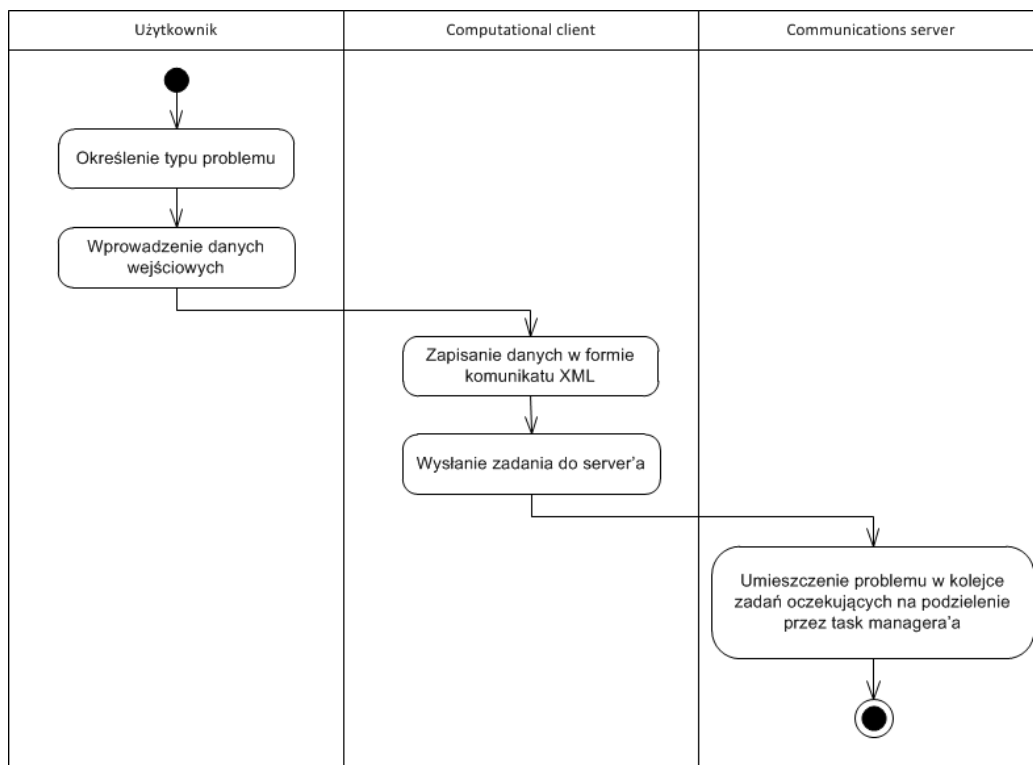 Użytkownik
Computational client
Communications server
Określenie typu problemu
Wprowadzenie danych
wejściowych
Zapisanie danych w formie
komunikatu XML
Wysłanie zadania do server'a
Umieszczenie problemu w kolejce
zadań oczekujących na podzielenie
przez task managera'a